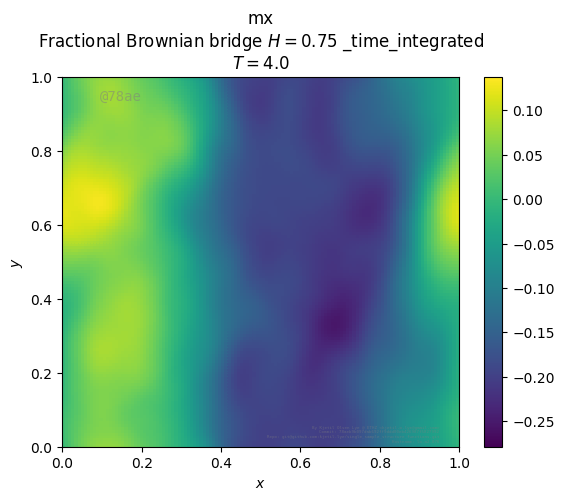 mx
Fractional Brownian bridge H = 0.75 _time_integrated
T = 4.0
@78ae
1.0
0.8
0.6
0.4
0.2
0.0
y
0.0 0.2 0.4 0.6 0.8 1.0
x
0.10
0.05
0.00
−0.05
−0.10
−0.15
−0.20
−0.25